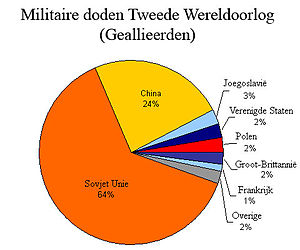 Militaire doden Tweede Wereldoorlog
(Geallieerden)
China
24%
Joegoslavië
3%
Verenigde Staten
2%
Polen
2%
Groot-Brittannië
2%
Frankrijk
1%
Overige
2%
Sovjet Unie
64%